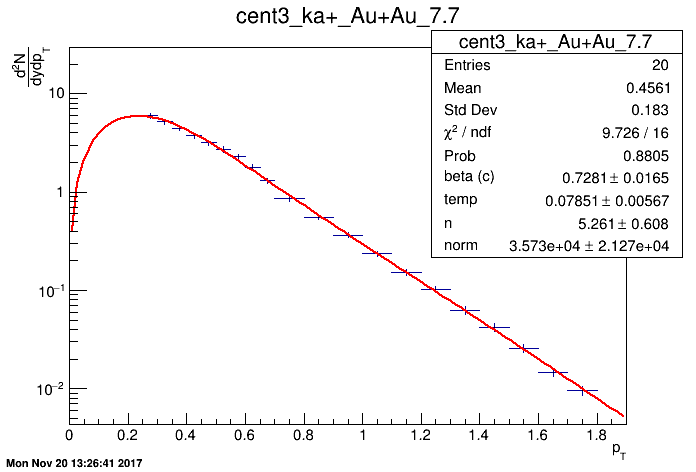 cent3_ka+_Au+Au_7.7
d²N
dydp_T
cent3_ka+_Au+Au_7.7
Entries 20
Mean 0.4561
Std Dev 0.183
χ² / ndf 9.726 / 16
Prob 0.8805
beta (c) 0.7281 ± 0.0165
temp 0.07851 ± 0.00567
n 5.261 ± 0.608
norm 3.573e+04 ± 2.127e+04
10
1
10⁻¹
10⁻²
0 0.2 0.4 0.6 0.8 1 1.2 1.4 1.6 1.8
p_T
Mon Nov 20 13:26:41 2017